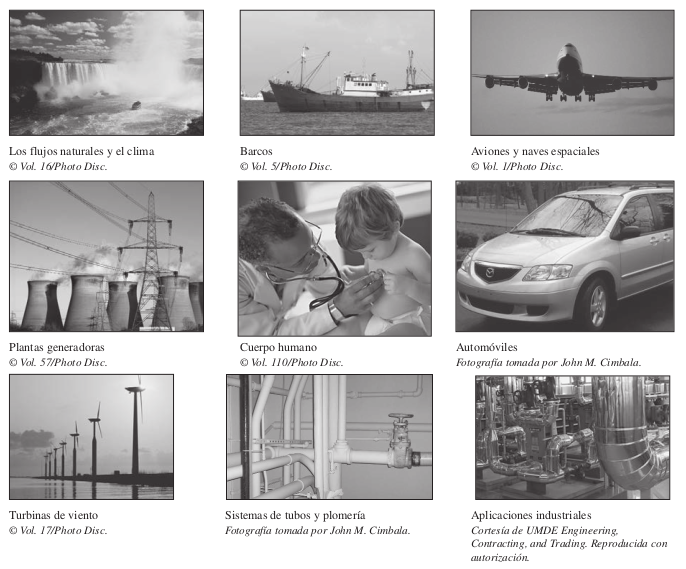 Los flujos naturales y el clima
© Vol. 16/Photo Disc.
Barcos
© Vol. 5/Photo Disc.
Aviones y naves espaciales
© Vol. 1/Photo Disc.
Plantas generadoras
© Vol. 57/Photo Disc.
Cuerpo humano
© Vol. 110/Photo Disc.
Automóviles
Fotografía tomada por John M. Cimbala.
Turbinas de viento
© Vol. 17/Photo Disc.
Sistemas de tubos y plomería
Fotografía tomada por John M. Cimbala.
Aplicaciones industriales
Cortesía de UMDE Engineering,
Contracting, and Trading. Reproducida con
autorización.